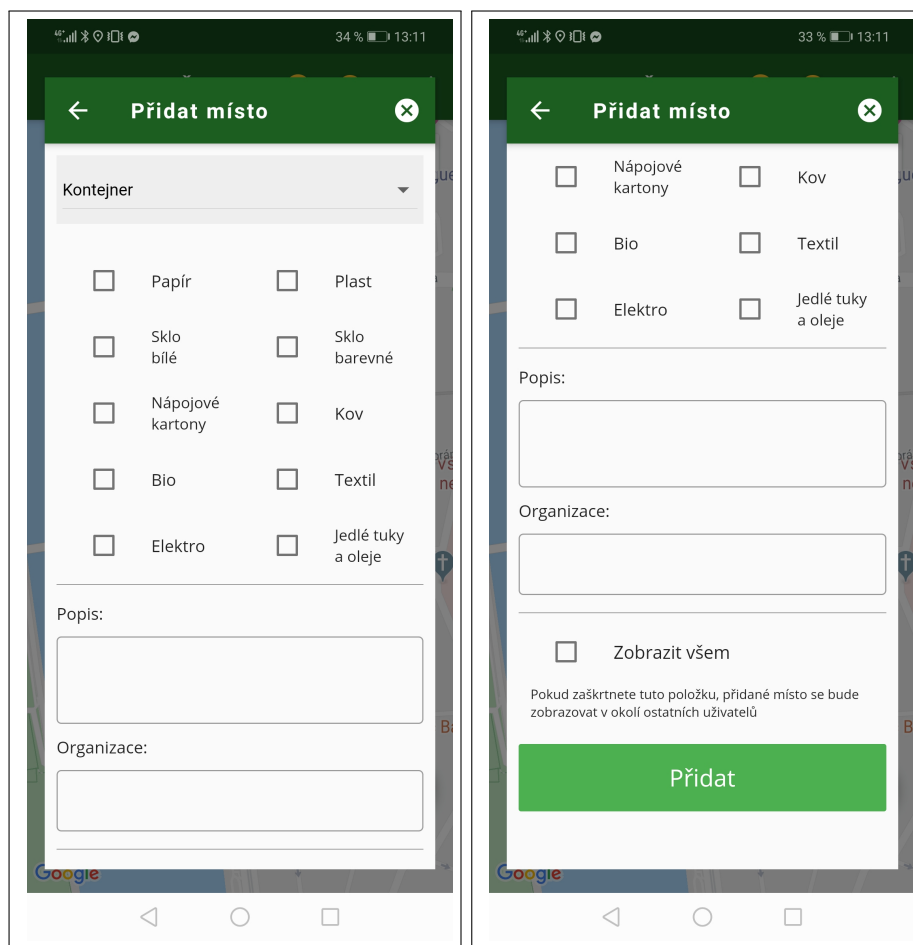 34 % 13:11
Přidat místo
Kontejner
Papír
Plast
Sklo
bílé
Sklo
barevné
Nápojové
kartony
Kov
Bio
Textil
Elektro
Jedlé tuky
a oleje
Popis:
Organizace:
Google
33 % 13:11
Přidat místo
Nápojové
kartony
Kov
Bio
Textil
Elektro
Jedlé tuky
a oleje
Popis:
Organizace:
Zobrazit všem
Pokud zaškrtnete tuto položku, přidané místo se bude
zobrazovat v okolí ostatních uživatelů
Přidat
Google